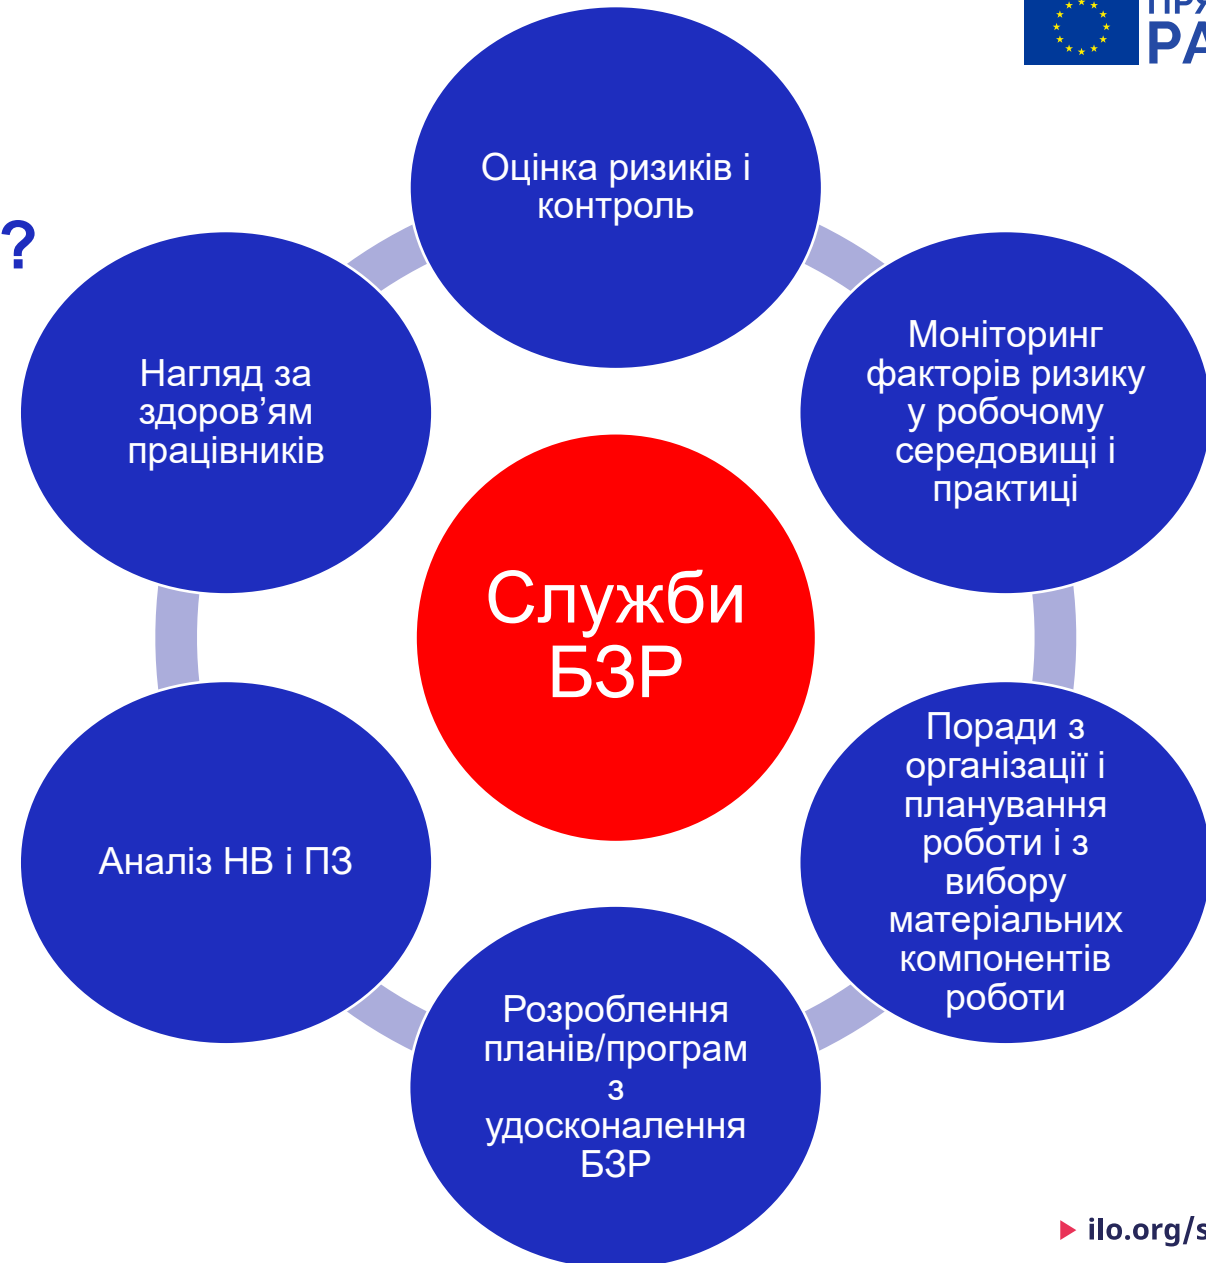 ?
Оцінка ризиків і
контроль
Моніторинг
факторів ризику
у робочому
середовищі і
практиці
Поради з
організації і
планування
роботи і з
вибору
матеріальних
компонентів
роботи
Розроблення
планів/програм
з
удосконалення
БЗР
Аналіз НВ і ПЗ
Нагляд за
здоров’ям
працівників
Служби
БЗР
ilo.org/s